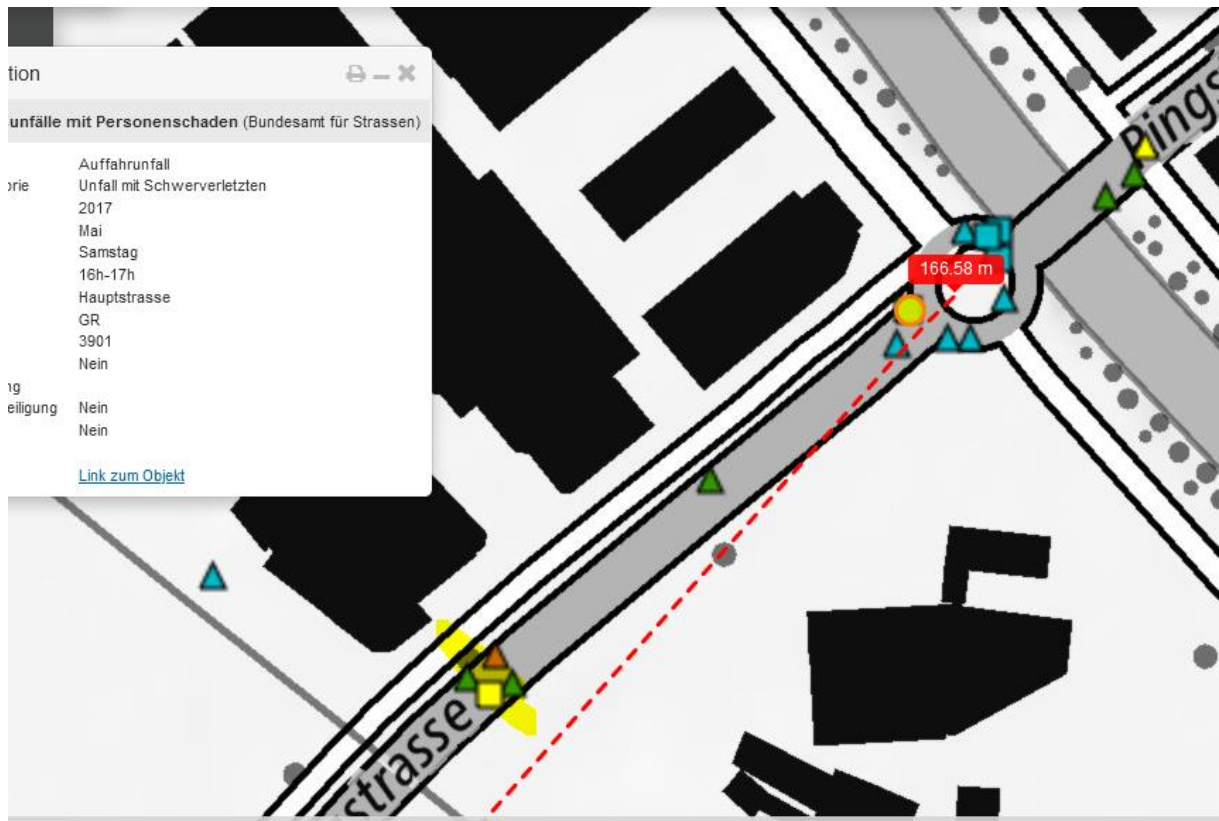 tion
unfälle mit Personenschaden (Bundesamt für Strassen)
Auffahrunfall
orie Unfall mit Schwerverletzten
2017
Mai
Samstag
16h-17h
Hauptstrasse
GR
3901
Nein
ng
eiligung Nein
Nein
Link zum Objekt
Rings
166.58 m
strasse